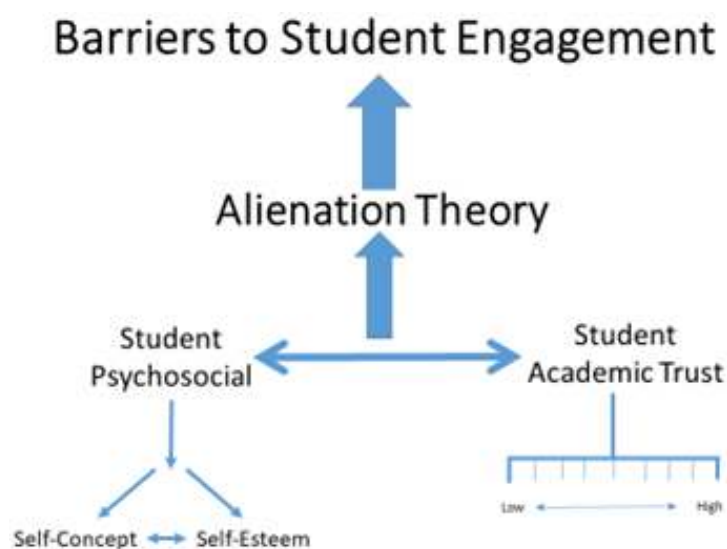 Barriers to Student Engagement
Alienation Theory
Student
Psychosocial
Student
Academic Trust
Low
High
Self-Concept
Self-Esteem